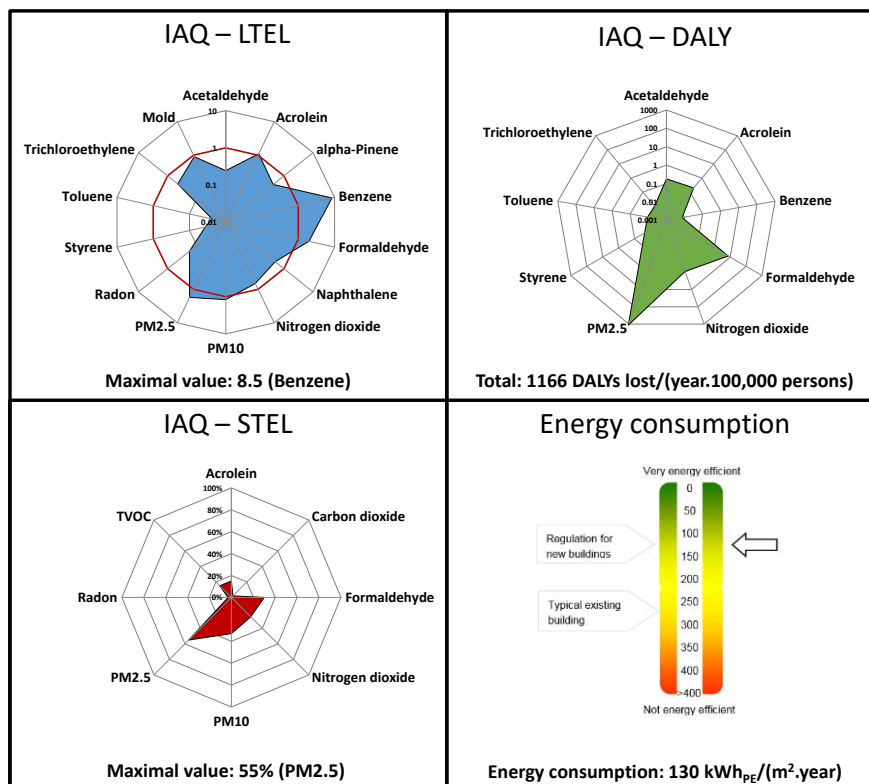 IAQ – LTEL
Acetaldehyde
10
Mold
Acrolein
1
Trichloroethylene
alpha-Pinene
0.1
Toluene
Benzene
0.01
Styrene
Formaldehyde
Radon
Naphthalene
PM2.5
Nitrogen dioxide
PM10
Maximal value: 8.5 (Benzene)
IAQ – DALY
Acetaldehyde
1000
Trichloroethylene
100
Acrolein
10
1
0.1
Toluene
Benzene
0.01
0.001
Styrene
Formaldehyde
PM2.5
Nitrogen dioxide
Total: 1166 DALYs lost/(year.100,000 persons)
IAQ – STEL
Acrolein
100%
TVOC
80%
Carbon dioxide
60%
40%
20%
Radon
0%
Formaldehyde
PM2.5
Nitrogen dioxide
PM10
Maximal value: 55% (PM2.5)
Energy consumption
Very energy efficient
0
50
100
Regulation for
new buildings
150
200
250
Typical existing
building
300
350
400
>400
Not energy efficient
Energy consumption: 130 kWhPE/(m².year)